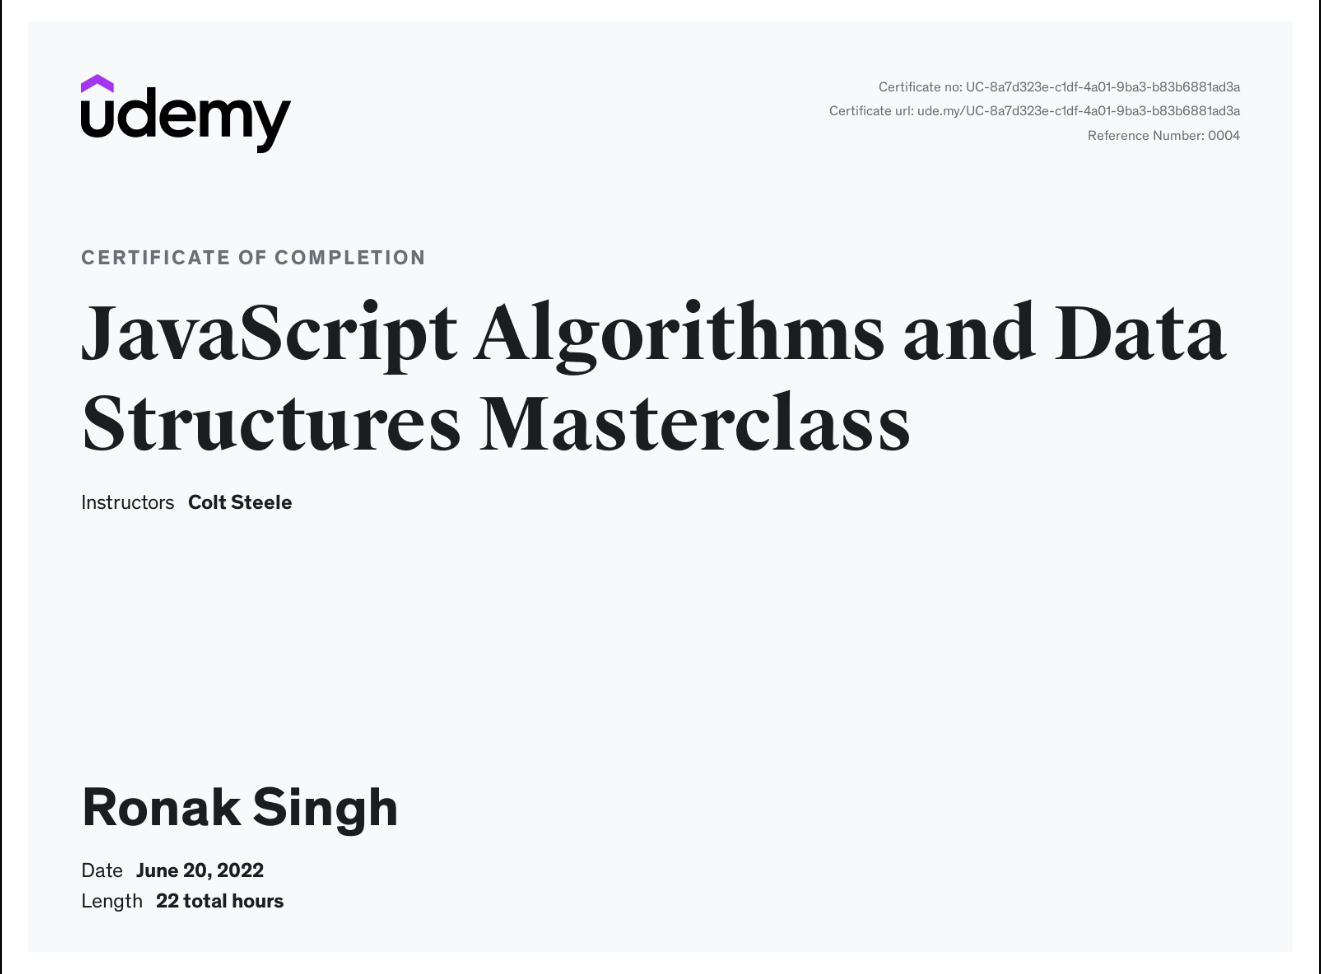 udemy
Certificate no: UC-8a7d323e-c1df-4a01-9ba3-b83b6881ad3a
Certificate url: ude.my/UC-8a7d323e-c1df-4a01-9ba3-b83b6881ad3a
Reference Number: 0004
CERTIFICATE OF COMPLETION
JavaScript Algorithms and Data
Structures Masterclass
Instructors Colt Steele
Ronak Singh
Date June 20, 2022
Length 22 total hours